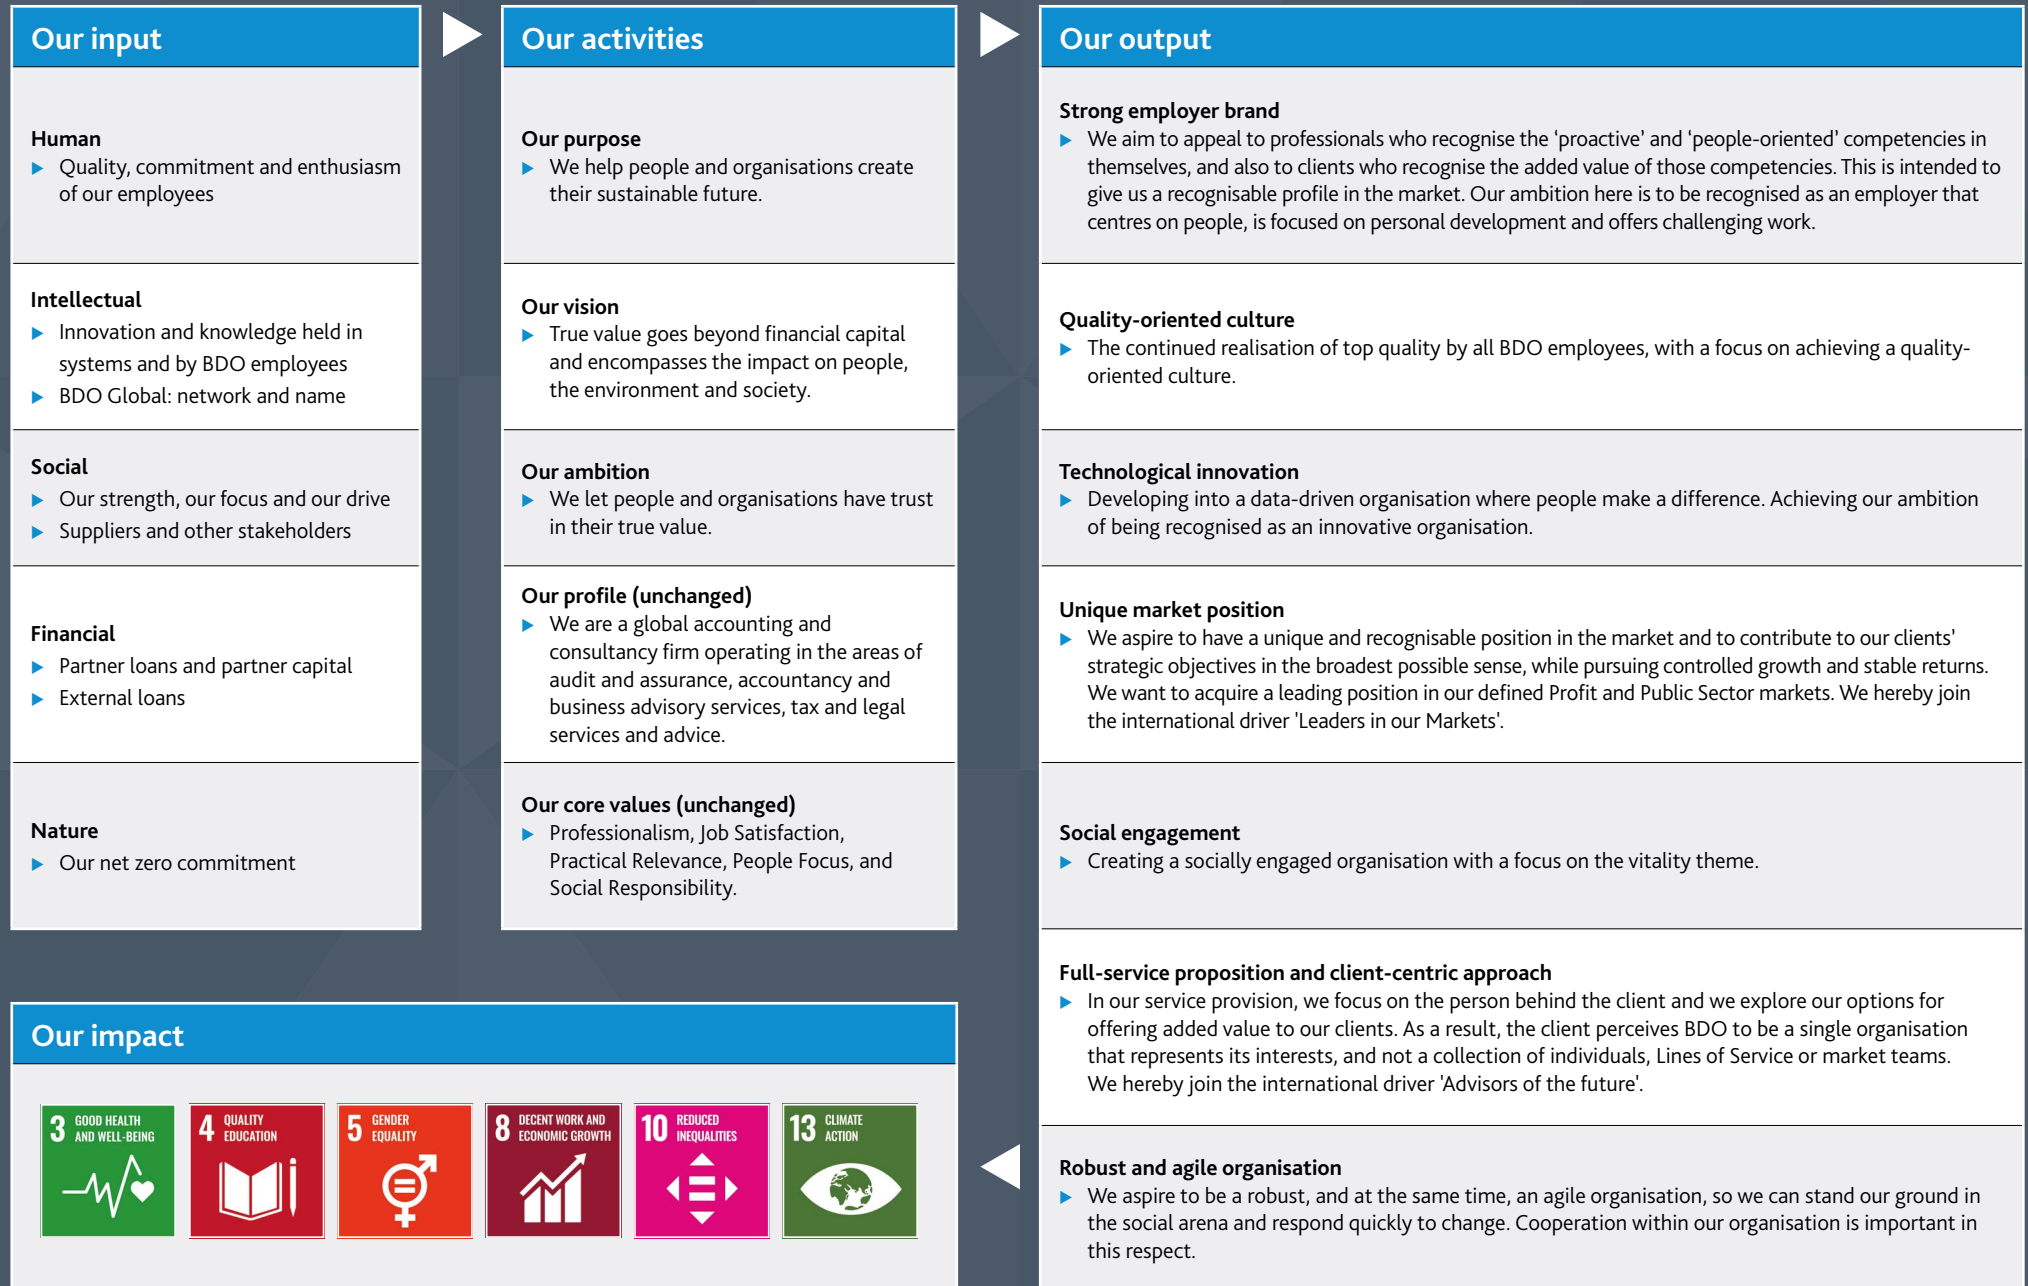 Our input
Human
Quality, commitment and enthusiasm
of our employees
Intellectual
Innovation and knowledge held in
systems and by BDO employees
BDO Global: network and name
Social
Our strength, our focus and our drive
Suppliers and other stakeholders
Financial
Partner loans and partner capital
External loans
Nature
Our net zero commitment
Our activities
Our purpose
We help people and organisations create
their sustainable future.
Our vision
True value goes beyond financial capital
and encompasses the impact on people,
the environment and society.
Our ambition
We let people and organisations have trust
in their true value.
Our profile (unchanged)
We are a global accounting and
consultancy firm operating in the areas of
audit and assurance, accountancy and
business advisory services, tax and legal
services and advice.
Our core values (unchanged)
Professionalism, Job Satisfaction,
Practical Relevance, People Focus, and
Social Responsibility.
Our output
Strong employer brand
We aim to appeal to professionals who recognise the ‘proactive’ and ‘people-oriented’ competencies in
themselves, and also to clients who recognise the added value of those competencies. This is intended to
give us a recognisable profile in the market. Our ambition here is to be recognised as an employer that
centres on people, is focused on personal development and offers challenging work.
Quality-oriented culture
The continued realisation of top quality by all BDO employees, with a focus on achieving a quality-
oriented culture.
Technological innovation
Developing into a data-driven organisation where people make a difference. Achieving our ambition
of being recognised as an innovative organisation.
Unique market position
We aspire to have a unique and recognisable position in the market and to contribute to our clients'
strategic objectives in the broadest possible sense, while pursuing controlled growth and stable returns.
We want to acquire a leading position in our defined Profit and Public Sector markets. We hereby join
the international driver 'Leaders in our Markets'.
Social engagement
Creating a socially engaged organisation with a focus on the vitality theme.
Full-service proposition and client-centric approach
In our service provision, we focus on the person behind the client and we explore our options for
offering added value to our clients. As a result, the client perceives BDO to be a single organisation
that represents its interests, and not a collection of individuals, Lines of Service or market teams.
We hereby join the international driver 'Advisors of the future'.
Robust and agile organisation
We aspire to be a robust, and at the same time, an agile organisation, so we can stand our ground in
the social arena and respond quickly to change. Cooperation within our organisation is important in
this respect.
Our impact
3 GOOD HEALTH
AND WELL-BEING
4 QUALITY
EDUCATION
5 GENDER
EQUALITY
8 DECENT WORK AND
ECONOMIC GROWTH
10 REDUCED
INEQUALITIES
13 CLIMATE
ACTION